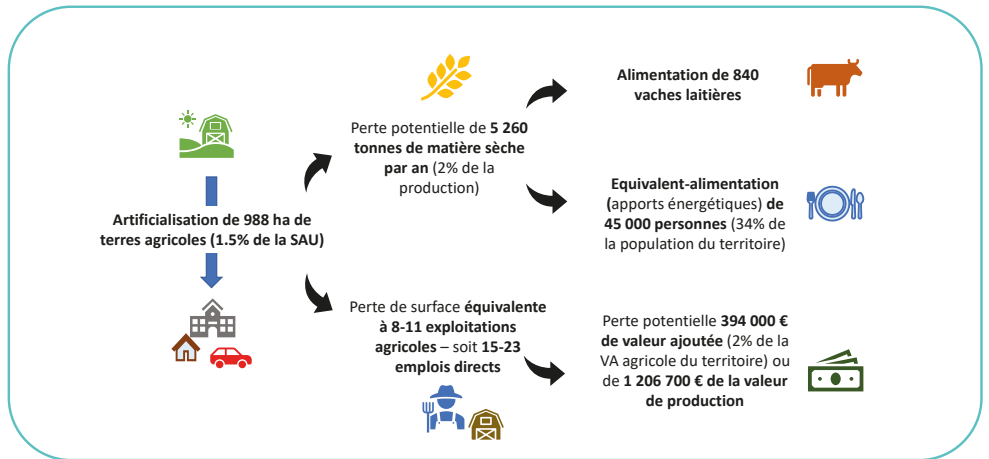 Artificialisation de 988 ha de
terres agricoles (1.5% de la SAU)
Perte potentielle de 5 260
tonnes de matière sèche
par an (2% de la
production)
Alimentation de 840
vaches laitières
Equivalent-alimentation
(apports énergétiques) de
45 000 personnes (34% de
la population du territoire)
Perte de surface équivalente
à 8-11 exploitations
agricoles – soit 15-23
emplois directs
Perte potentielle 394 000 €
de valeur ajoutée (2% de la
VA agricole du territoire) ou
de 1 206 700 € de la valeur
de production